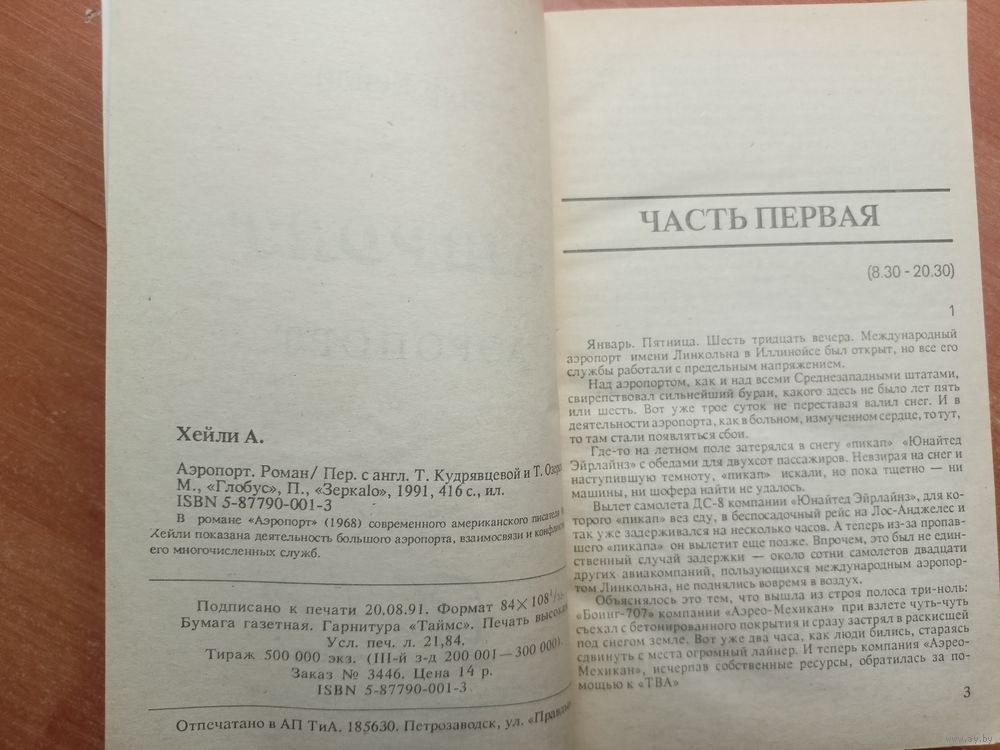 Хейли А.
Аэропорт. Роман/ Пер. с англ. Т. Кудрявцевой и Т.
М., «Глобус», П., «Зеркalo», 1991, 416 с., ил.
ISBN 5-87790-001-3
В романе «Аэропорт» (1968) современного американского писателя
Хейли показана деятельность большого аэропорта, взаимосвязи и
его многочисленных служб.
Подписано к печати 20.08.91. Формат 84×108
Бумага газетная. Гарнитура «Таймс». Печать
Усл. печ. л. 21,84.
Тираж 500 000 экз. (III-й з-д 200 001—300 000).
Заказ № 3446. Цена 14 р.
ISBN 5-87790-001-3
Отпечатано в АП ТиА. 185630. Петрозаводск, ул.
ЧАСТЬ ПЕРВАЯ
(8.30 - 20.30)
1
Январь. Пятница. Шесть тридцать вечера. Международный
аэропорт имени Линкольна в Иллинойсе был открыт, но все его
службы работали с предельным напряжением.
Над аэропортом, как и над всеми Среднезападными штатами,
свирепствовал сильнейший буран, какого здесь не было лет пять
или шесть. Вот уже трое суток не переставая валил снег. И в
деятельности аэропорта, как в больном, измученном сердце, то тут,
то там стали появляться сбои.
Где-то на летном поле затерялся в снегу «пикап» «Юнайтед
Эйрлайнз» с обедами для двухсот пассажиров. Невзирая на снег и
наступившую темноту, «пикап» искали, но пока тщетно — ни
машины, ни шофера найти не удалось.
Вылет самолета ДС-8 компании «Юнайтед Эйрлайнз», для ко-
торого «пикап» вез еду, в беспосадочный рейс на Лос-Анджелес и
так уже задерживался на несколько часов. А теперь из-за пропав-
шего «пикапа» он вылетит еще позже. Впрочем, это был не един-
ственный случай задержки — около сотни самолетов двадцати
других авиакомпаний, пользующихся международным аэропор-
том Линкольна, не поднялись вовремя в воздух.
Объяснялось это тем, что вышла из строя полоса три-ноль:
«Боинг-707» компании «Аэрео-Мехикан» при взлете чуть-чуть
съехал с бетонированного покрытия и сразу застрял в раскисшей
под снегом земле. Вот уже два часа, как люди бились, стараясь
сдвинуть с места огромный лайнер. И теперь компания «Аэрео-
Мехикан», исчерпав собственные ресурсы, обратилась за по-
мощью к «ТВА»
3
www.ay.by